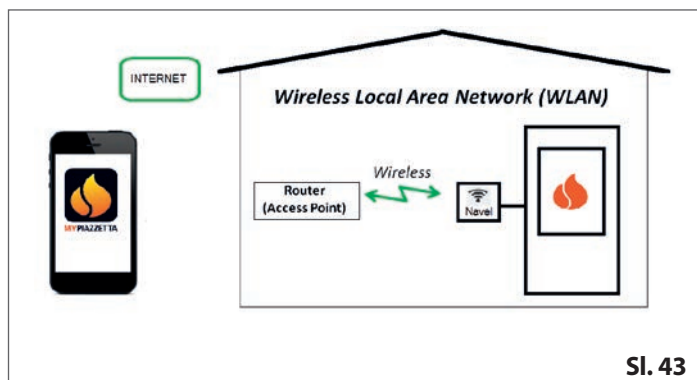 INTERNET
Wireless Local Area Network (WLAN)
MYPIAZZETTA
Wireless
Router
(Access Point)
Navel
Sl. 43